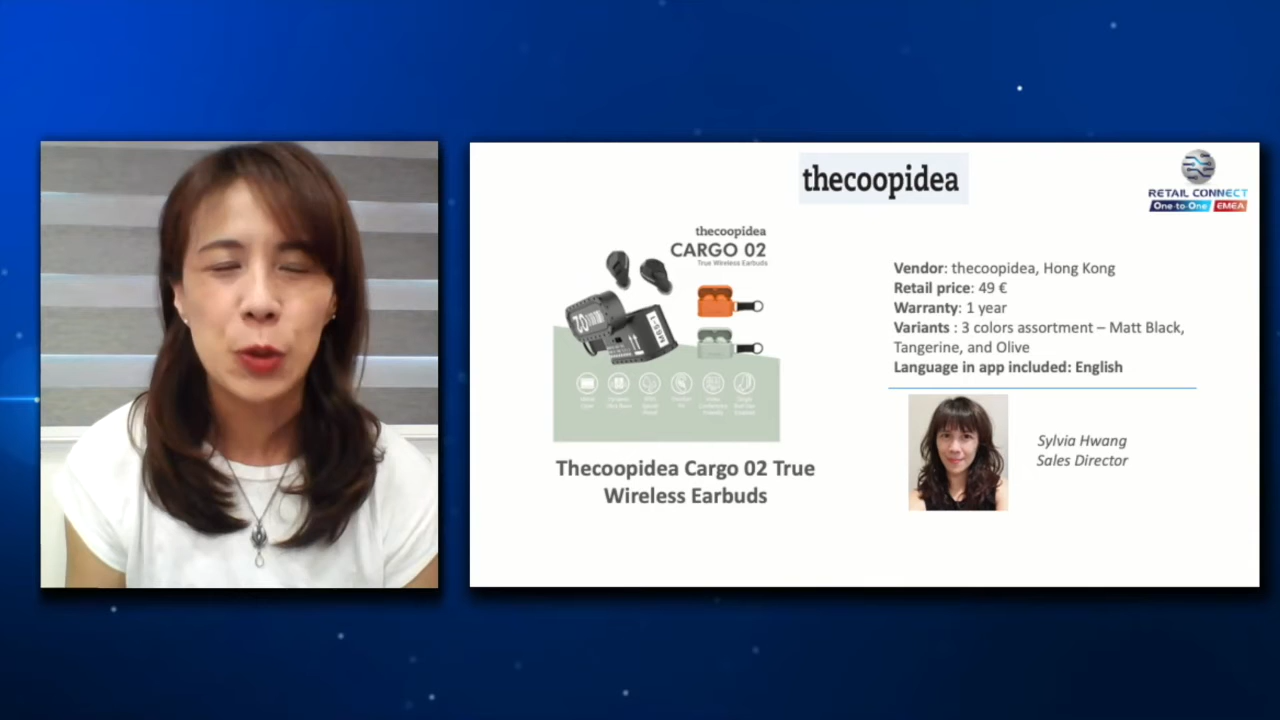 thecoopidea
RETAIL CONNECT
One-to-One EMEA
thecoopidea
CARGO 02
True Wireless Earbuds
02
M6S-I
Vendor: thecoopidea, Hong Kong
Retail price: 49 €
Warranty: 1 year
Variants : 3 colors assortment – Matt Black,
Tangerine, and Olive
Language in app included: English
Thecoopidea Cargo 02 True
Wireless Earbuds
Sylvia Hwang
Sales Director